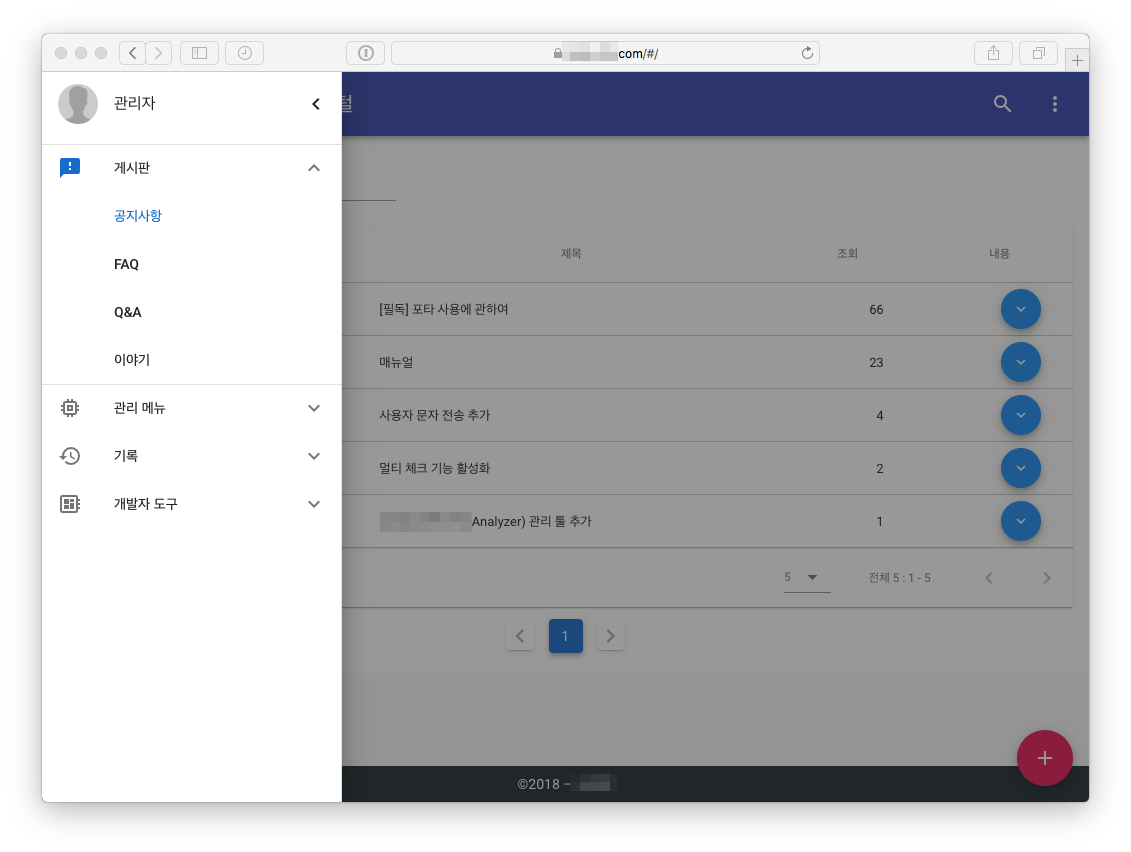 com/#/
관리자
털
게시판
공지사항
FAQ
Q&A
이야기
관리 메뉴
기록
개발자 도구
제목 조회 내용
[필독] 포타 사용에 관하여 66
매뉴얼 23
사용자 문자 전송 추가 4
멀티 체크 기능 활성화 2
Analyzer) 관리 툴 추가 1
5 전체 5 : 1 - 5
1
©2018 –